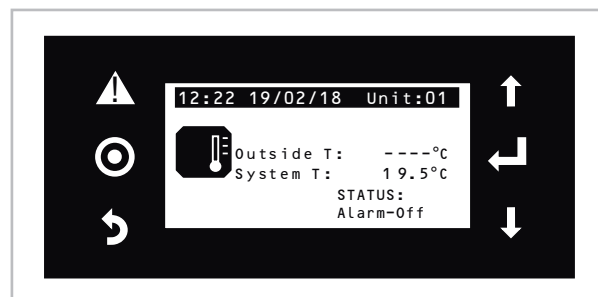 12:22 19/02/18 Unit:01
Outside T: ----°C
System T: 19.5°C
STATUS:
Alarm-Off